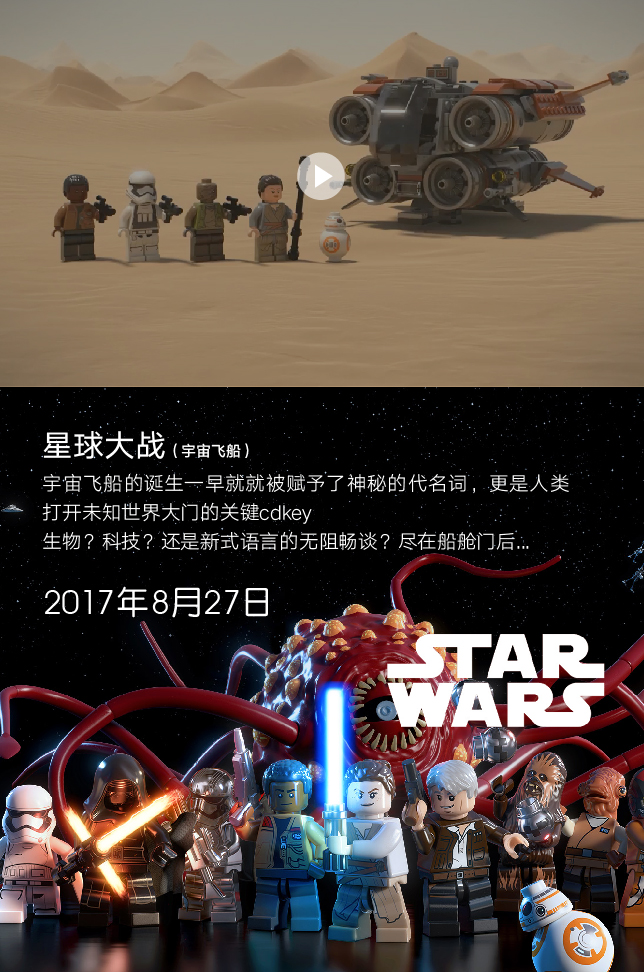 星球大战（宇宙飞船）
宇宙飞船的诞生一早就就被赋予了神秘的代名词，更是人类
打开未知世界大门的关键cdkey
生物？科技？还是新式语言的无阻畅谈？尽在船舱门后...
2017年8月27日
STAR
WARS